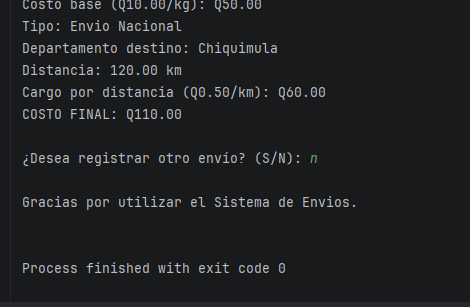 Costo base (Q10.00/kg): Q50.00
Tipo: Envio Nacional
Departamento destino: Chiquimula
Distancia: 120.00 km
Cargo por distancia (Q0.50/km): Q60.00
COSTO FINAL: Q110.00
¿Desea registrar otro envío? (S/N): n
Gracias por utilizar el Sistema de Envios.
Process finished with exit code 0